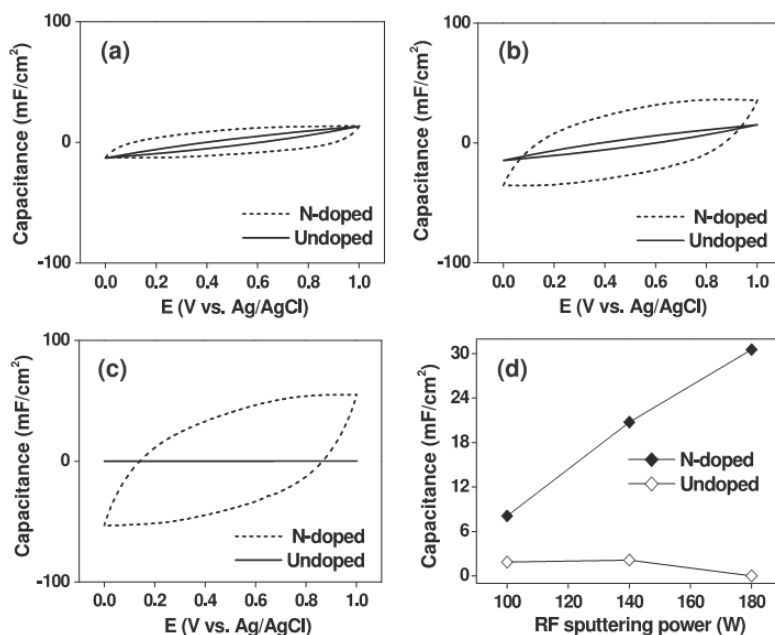 (a)
Capacitance (mF/cm²)
100
0
-100
N-doped
Undoped
0.0 0.2 0.4 0.6 0.8 1.0
E (V vs. Ag/AgCl)
(b)
Capacitance (mF/cm²)
100
0
-100
N-doped
Undoped
0.0 0.2 0.4 0.6 0.8 1.0
E (V vs. Ag/AgCl)
(c)
Capacitance (mF/cm²)
100
0
-100
N-doped
Undoped
0.0 0.2 0.4 0.6 0.8 1.0
E (V vs. Ag/AgCl)
(d)
Capacitance (mF/cm²)
30
24
18
12
6
0
N-doped
Undoped
100 120 140 160 180
RF sputtering power (W)